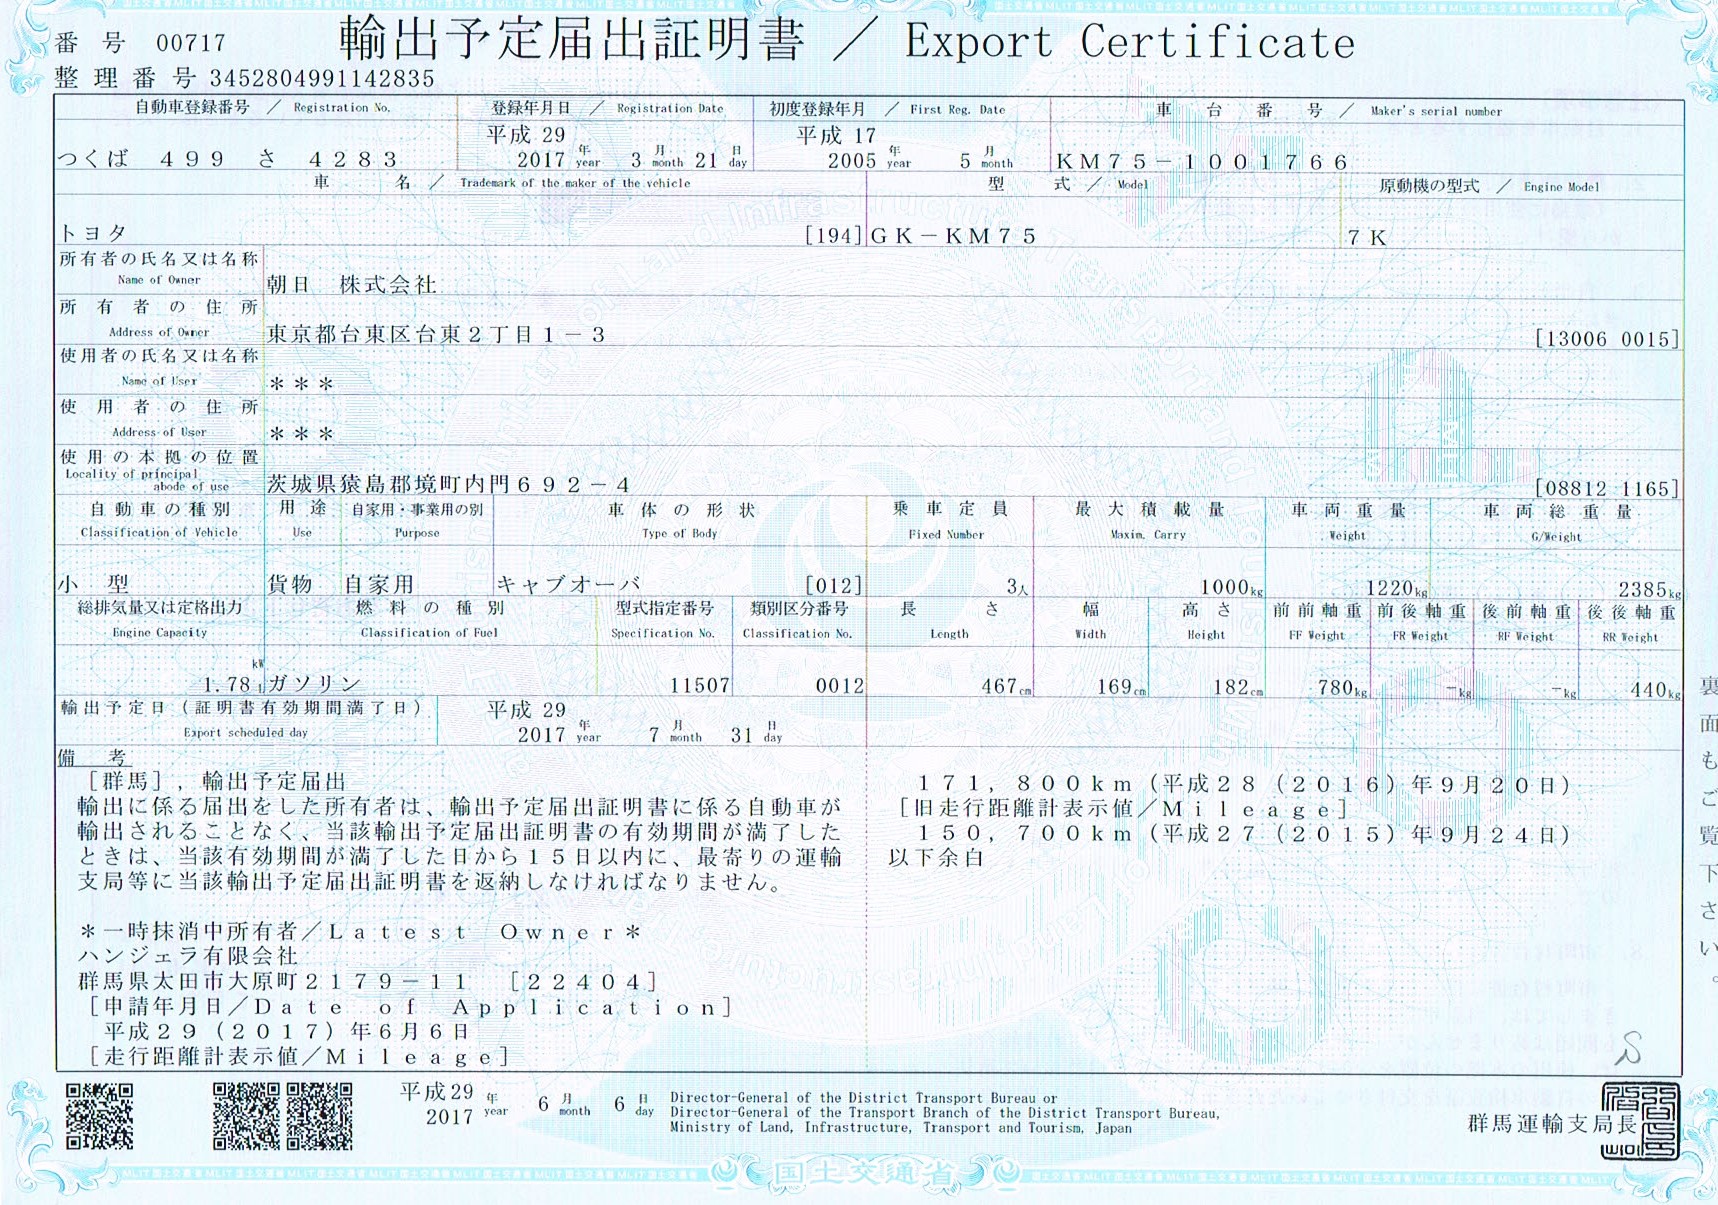 番 号 00717
輸出予定届出証明書 ／ Export Certificate
整 理 番 号 3452804991142835
自動車登録番号 ／ Registration No.
登録年月日 ／ Registration Date
初度登録年月 ／ First Reg. Date
車 台 番 号 ／ Maker's serial number
つくば ４９９ さ ４２８３
平成 29
2017 年 year 3 月 month 21 日 day
平成 17
2005 年 year 5 月 month
ＫＭ７５－１００１７６６
車 名 ／ Trademark of the maker of the vehicle
型 式 ／ Model
原動機の型式 ／ Engine Model
トヨタ [194]
ＧＫ－ＫＭ７５
７Ｋ
所有者の氏名又は名称
Name of Owner
朝日 株式会社
所 有 者 の 住 所
Address of Owner
東京都台東区台東２丁目１－３ [13006 0015]
使用者の氏名又は名称
Name of User
＊＊＊
使 用 者 の 住 所
Address of User
＊＊＊
使 用 の 本 拠 の 位 置
Locality of principal
abode of use
茨城県猿島郡境町内門６９２－４ [08812 1165]
自 動 車 の 種 別
Classification of Vehicle
用 途
Use
自家用・事業用の別
Purpose
車 体 の 形 状
Type of Body
乗 車 定 員
Fixed Number
最 大 積 載 量
Maxim. Carry
車 両 重 量
Weight
車 両 総 重 量
G/Weight
小 型
貨物
自家用
キャブオーバ [012]
3人
1000kg
1220kg
2385kg
総排気量又は定格出力
Engine Capacity
燃 料 の 種 別
Classification of Fuel
型式指定番号
Specification No.
類別区分番号
Classification No.
長 さ
Length
幅
Width
高 さ
Height
前 前 軸 重
FF Weight
前 後 軸 重
FR Weight
後 前 軸 重
RF Weight
後 後 軸 重
RR Weight
kW
1.78 l
ガソリン
11507
0012
467cm
169cm
182cm
780kg
－kg
－kg
440kg
輸出予定日（証明書有効期間満了日）
Export scheduled day
平成 29
2017 年 year 7 月 month 31 日 day
備 考
［群馬］，輸出予定届出
輸出に係る届出をした所有者は、輸出予定届出証明書に係る自動車が
輸出されることなく、当該輸出予定届出証明書の有効期間が満了した
ときは、当該有効期間が満了した日から１５日以内に、最寄りの運輸
支局等に当該輸出予定届出証明書を返納しなければなりません。
＊一時抹消中所有者／Ｌａｔｅｓｔ Ｏｗｎｅｒ＊
ハンジェラ有限会社
群馬県太田市大原町２１７９－１１ ［２２４０４］
［申請年月日／Ｄａｔｅ ｏｆ Ａｐｐｌｉｃａｔｉｏｎ］
平成２９（２０１７）年６月６日
［走行距離計表示値／Ｍｉｌｅａｇｅ］
１７１，８００ｋｍ（平成２８（２０１６）年９月２０日）
［旧走行距離計表示値／Ｍｉｌｅａｇｅ］
１５０，７００ｋｍ（平成２７（２０１５）年９月２４日）
以下余白
裏面もご覧下さい。
平成29
2017 年 year 6 月 month 6 日 day
Director-General of the District Transport Bureau or
Director-General of the Transport Branch of the District Transport Bureau,
Ministry of Land, Infrastructure, Transport and Tourism, Japan
群馬運輸支局長
国土交通省